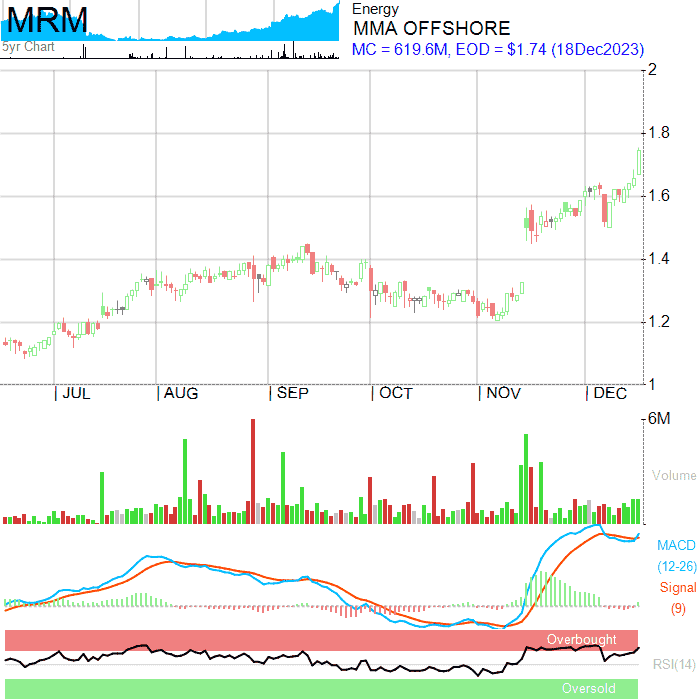 MRM
5yr Chart
Energy
MMA OFFSHORE
MC = 619.6M, EOD = $1.74 (18Dec2023)
2
1.8
1.6
1.4
1.2
1
JUL AUG SEP OCT NOV DEC
6M
Volume
MACD
(12-26)
Signal
(9)
Overbought
RSI(14)
Oversold